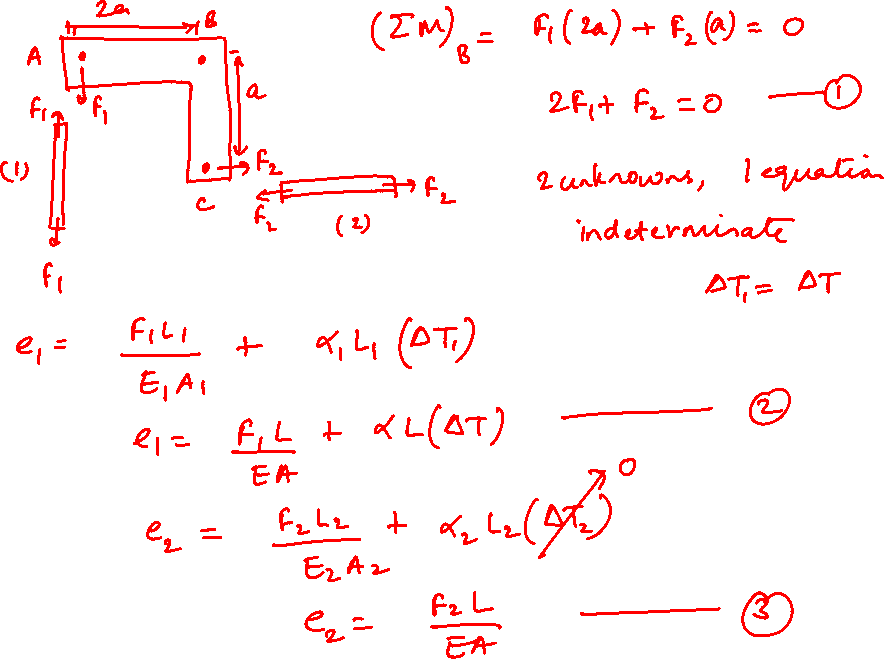 2a
A
B
a
F₁
F₁
(1)
F₁
C
F₂
F₂
F₂
(2)
(ΣM)_B = F₁(2a) + F₂(a) = 0
2F₁ + F₂ = 0 —— ①
2 unknowns, 1 equation
indeterminate
ΔT₁ = ΔT
e₁ = F₁L₁/E₁A₁ + α₁L₁(ΔT₁)
e₁ = F₁L/EA + αL(ΔT) —— ②
e₂ = F₂L₂/E₂A₂ + α₂L₂(ΔT₂) 0
e₂ = F₂L/EA —— ③